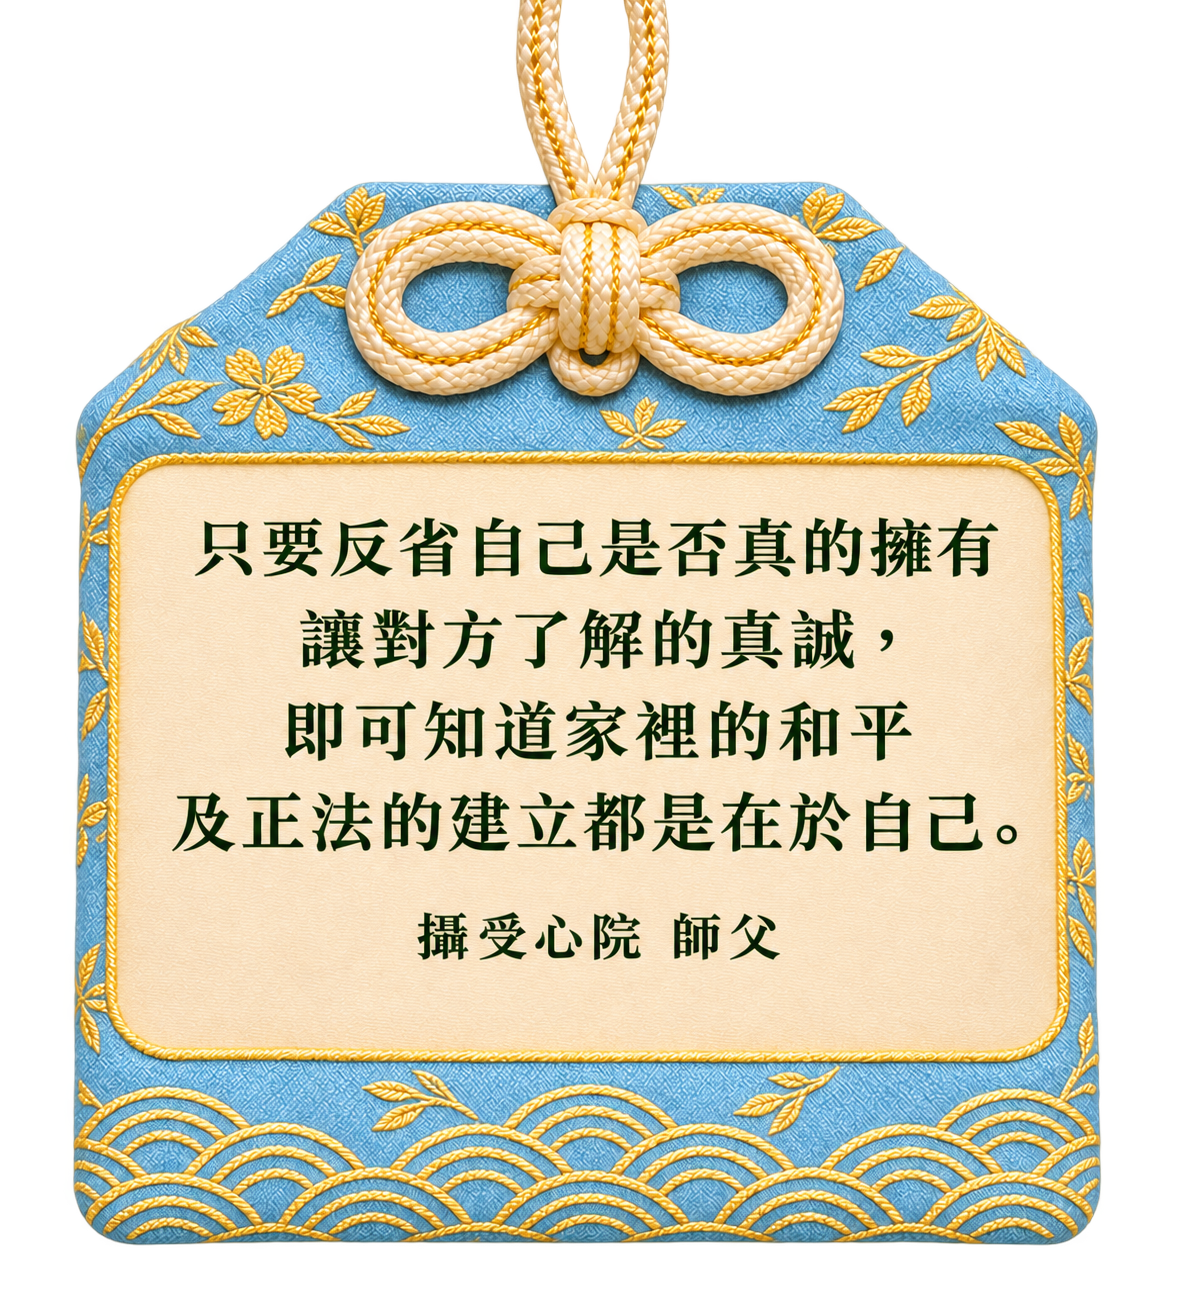 只要反省自己是否真的擁有
讓對方了解的真誠，
即可知道家裡的和平
及正法的建立都是在於自己。
攝受心院 師父